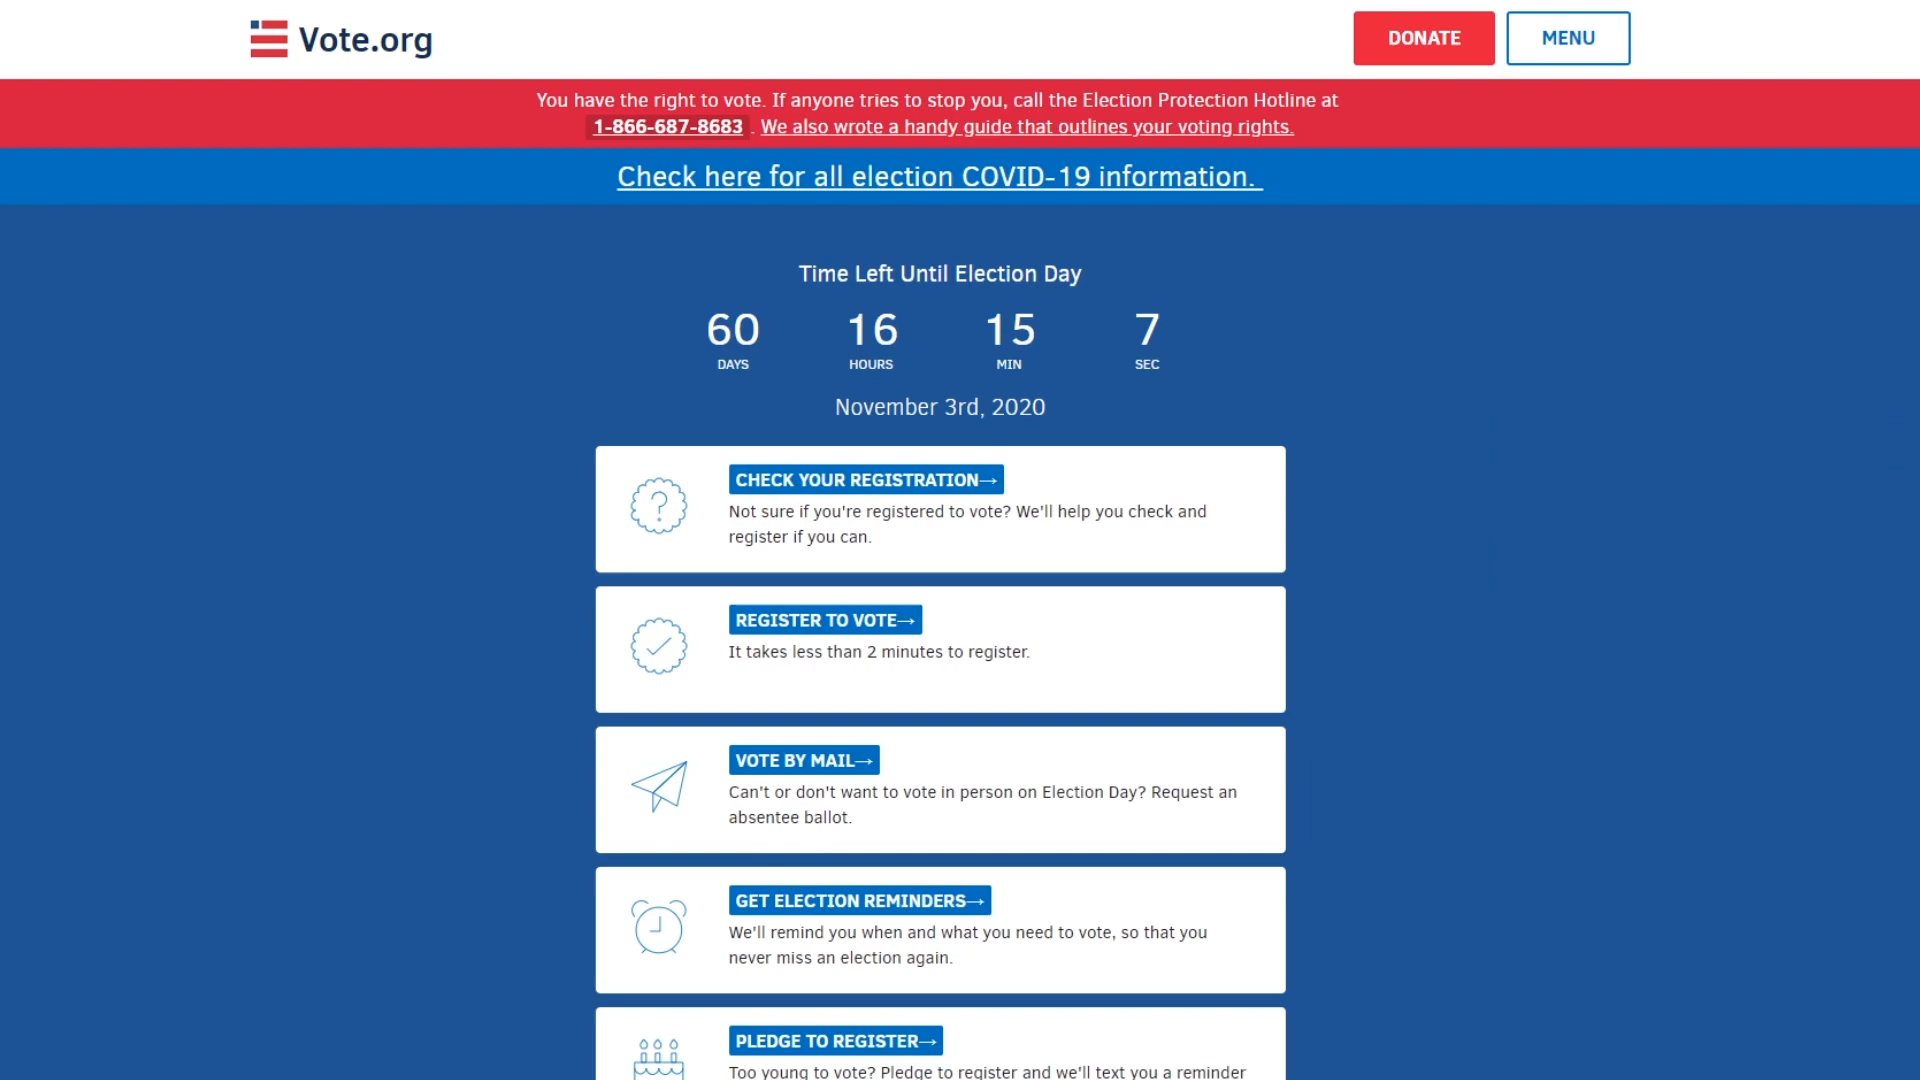 Vote.org
DONATE
MENU
You have the right to vote. If anyone tries to stop you, call the Election Protection Hotline at
1-866-687-8683 . We also wrote a handy guide that outlines your voting rights.
Check here for all election COVID-19 information.
Time Left Until Election Day
60 16 15 7
DAYS HOURS MIN SEC
November 3rd, 2020
CHECK YOUR REGISTRATION→
Not sure if you're registered to vote? We'll help you check and
register if you can.
REGISTER TO VOTE→
It takes less than 2 minutes to register.
VOTE BY MAIL→
Can't or don't want to vote in person on Election Day? Request an
absentee ballot.
GET ELECTION REMINDERS→
We'll remind you when and what you need to vote, so that you
never miss an election again.
PLEDGE TO REGISTER→
Too young to vote? Pledge to register and we'll text you a reminder